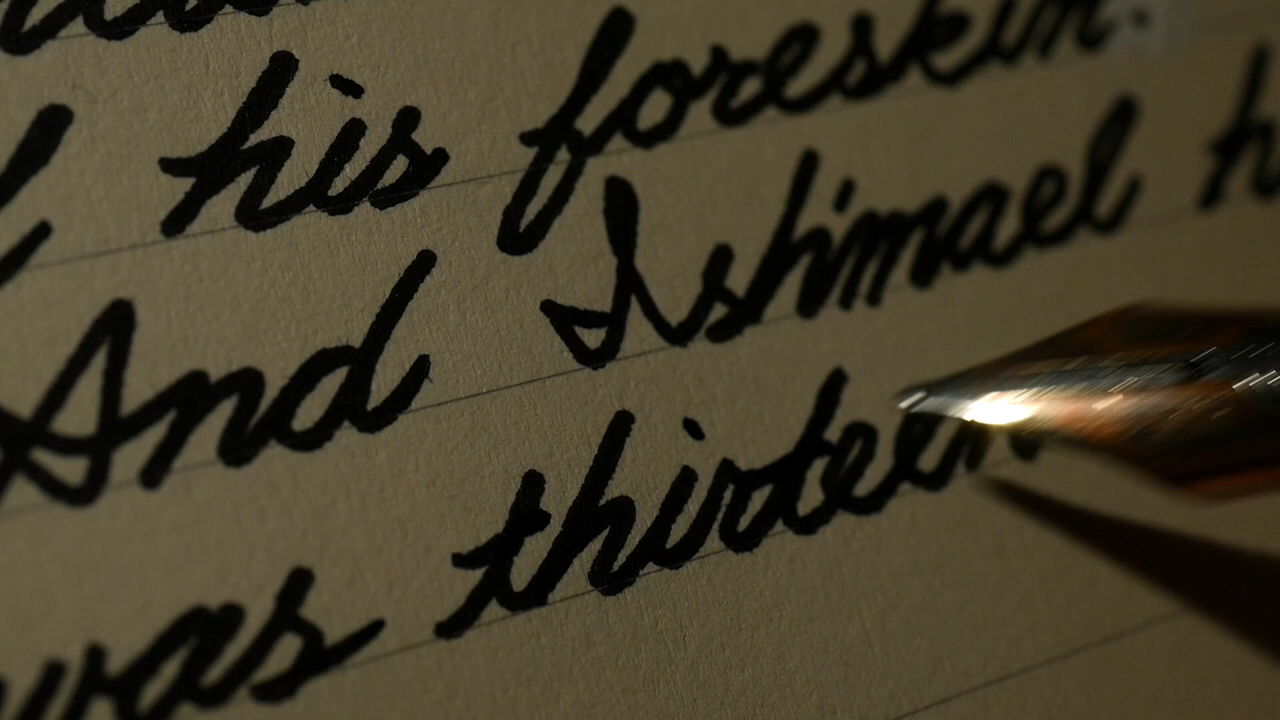 his foreskin.
And Ishmael h
was thirteen